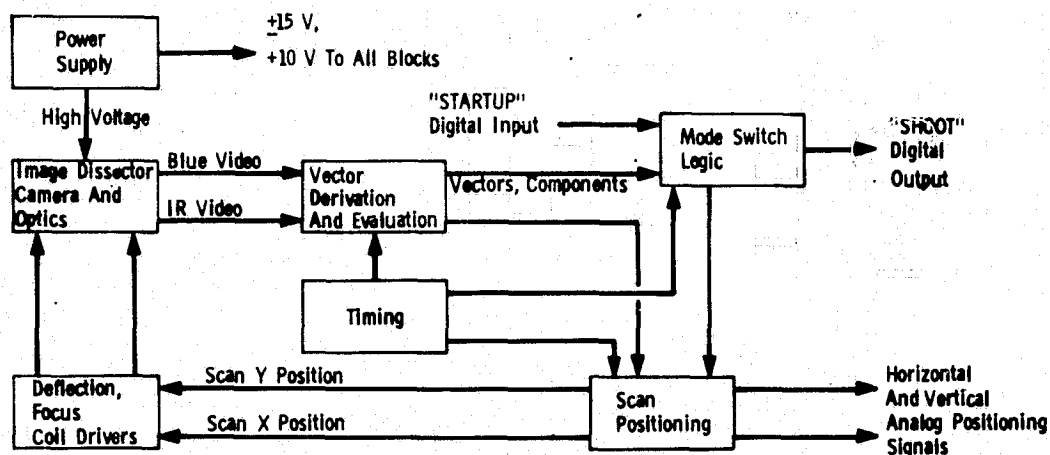 Power
Supply
±15 V,
+10 V To All Blocks
High Voltage
"STARTUP"
Digital Input
Mode Switch
Logic
"SHOOT"
Digital
Output
Image Dissector
Camera And
Optics
Blue Video
IR Video
Vector
Derivation
And Evaluation
Vectors, Components
Timing
Deflection,
Focus
Coil Drivers
Scan Y Position
Scan X Position
Scan
Positioning
Horizontal
And Vertical
Analog Positioning
Signals